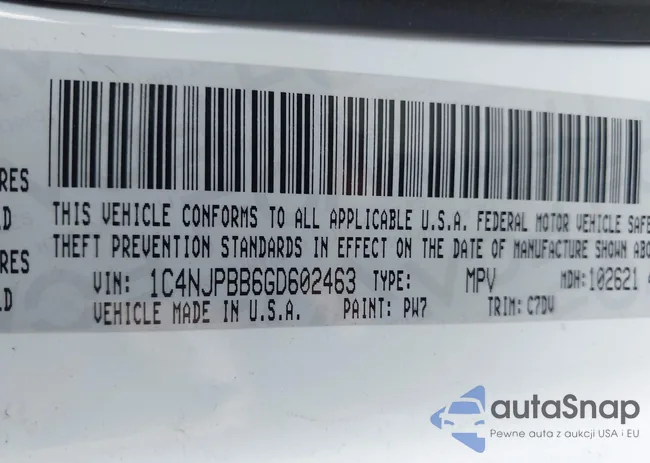 RES
LD
THIS VEHICLE CONFORMS TO ALL APPLICABLE U.S.A. FEDERAL MOTOR VEHICLE SAFE
RES
THEFT PREVENTION STANDARDS IN EFFECT ON THE DATE OF MANUFACTURE SHOWN ABO
LD
VIN: 1C4NJPBB6GD602463 TYPE: MPV MDH: 102621
VEHICLE MADE IN U.S.A. PAINT: PW7 TRIM: C7DV
autaSnap
Pewne auta z aukcji USA i EU